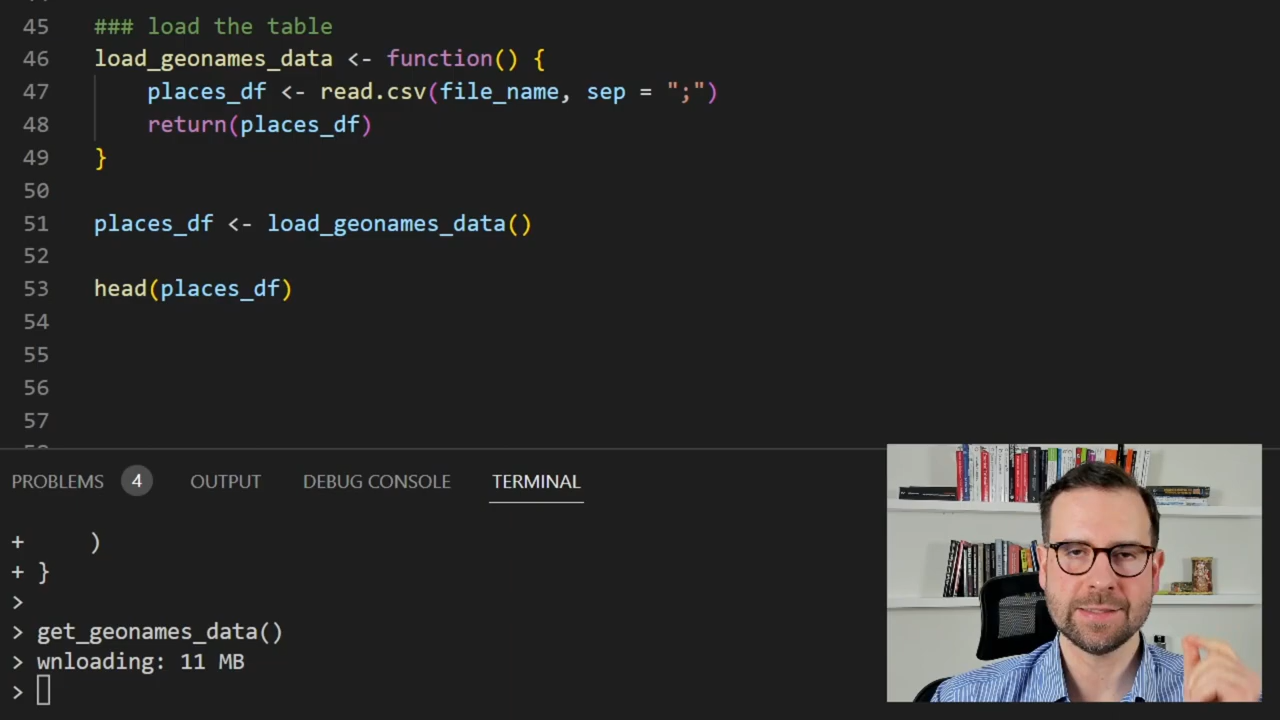 45 ### load the table
46 load_geonames_data <- function() {
47 places_df <- read.csv(file_name, sep = ";")
48 return(places_df)
49 }
50
51 places_df <- load_geonames_data()
52
53 head(places_df)
54
55
56
57
PROBLEMS 4 OUTPUT DEBUG CONSOLE TERMINAL
+ )
+ }
>
> get_geonames_data()
> wnloading: 11 MB
>